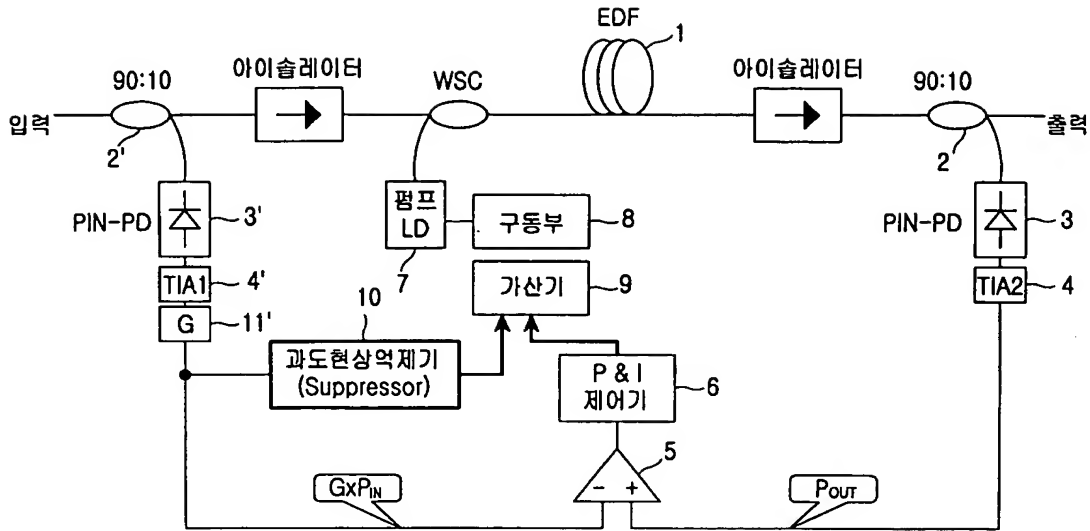 EDF
1
90:10
아이솔레이터
WSC
아이솔레이터
90:10
입력
출력
2'
2
PIN-PD
3'
펌프
LD
구동부
8
PIN-PD
3
7
TIA1
4'
가산기
9
TIA2
4
G
11'
10
과도현상억제기
(Suppressor)
P & I
제어기
6
5
GxPIN
- +
POUT